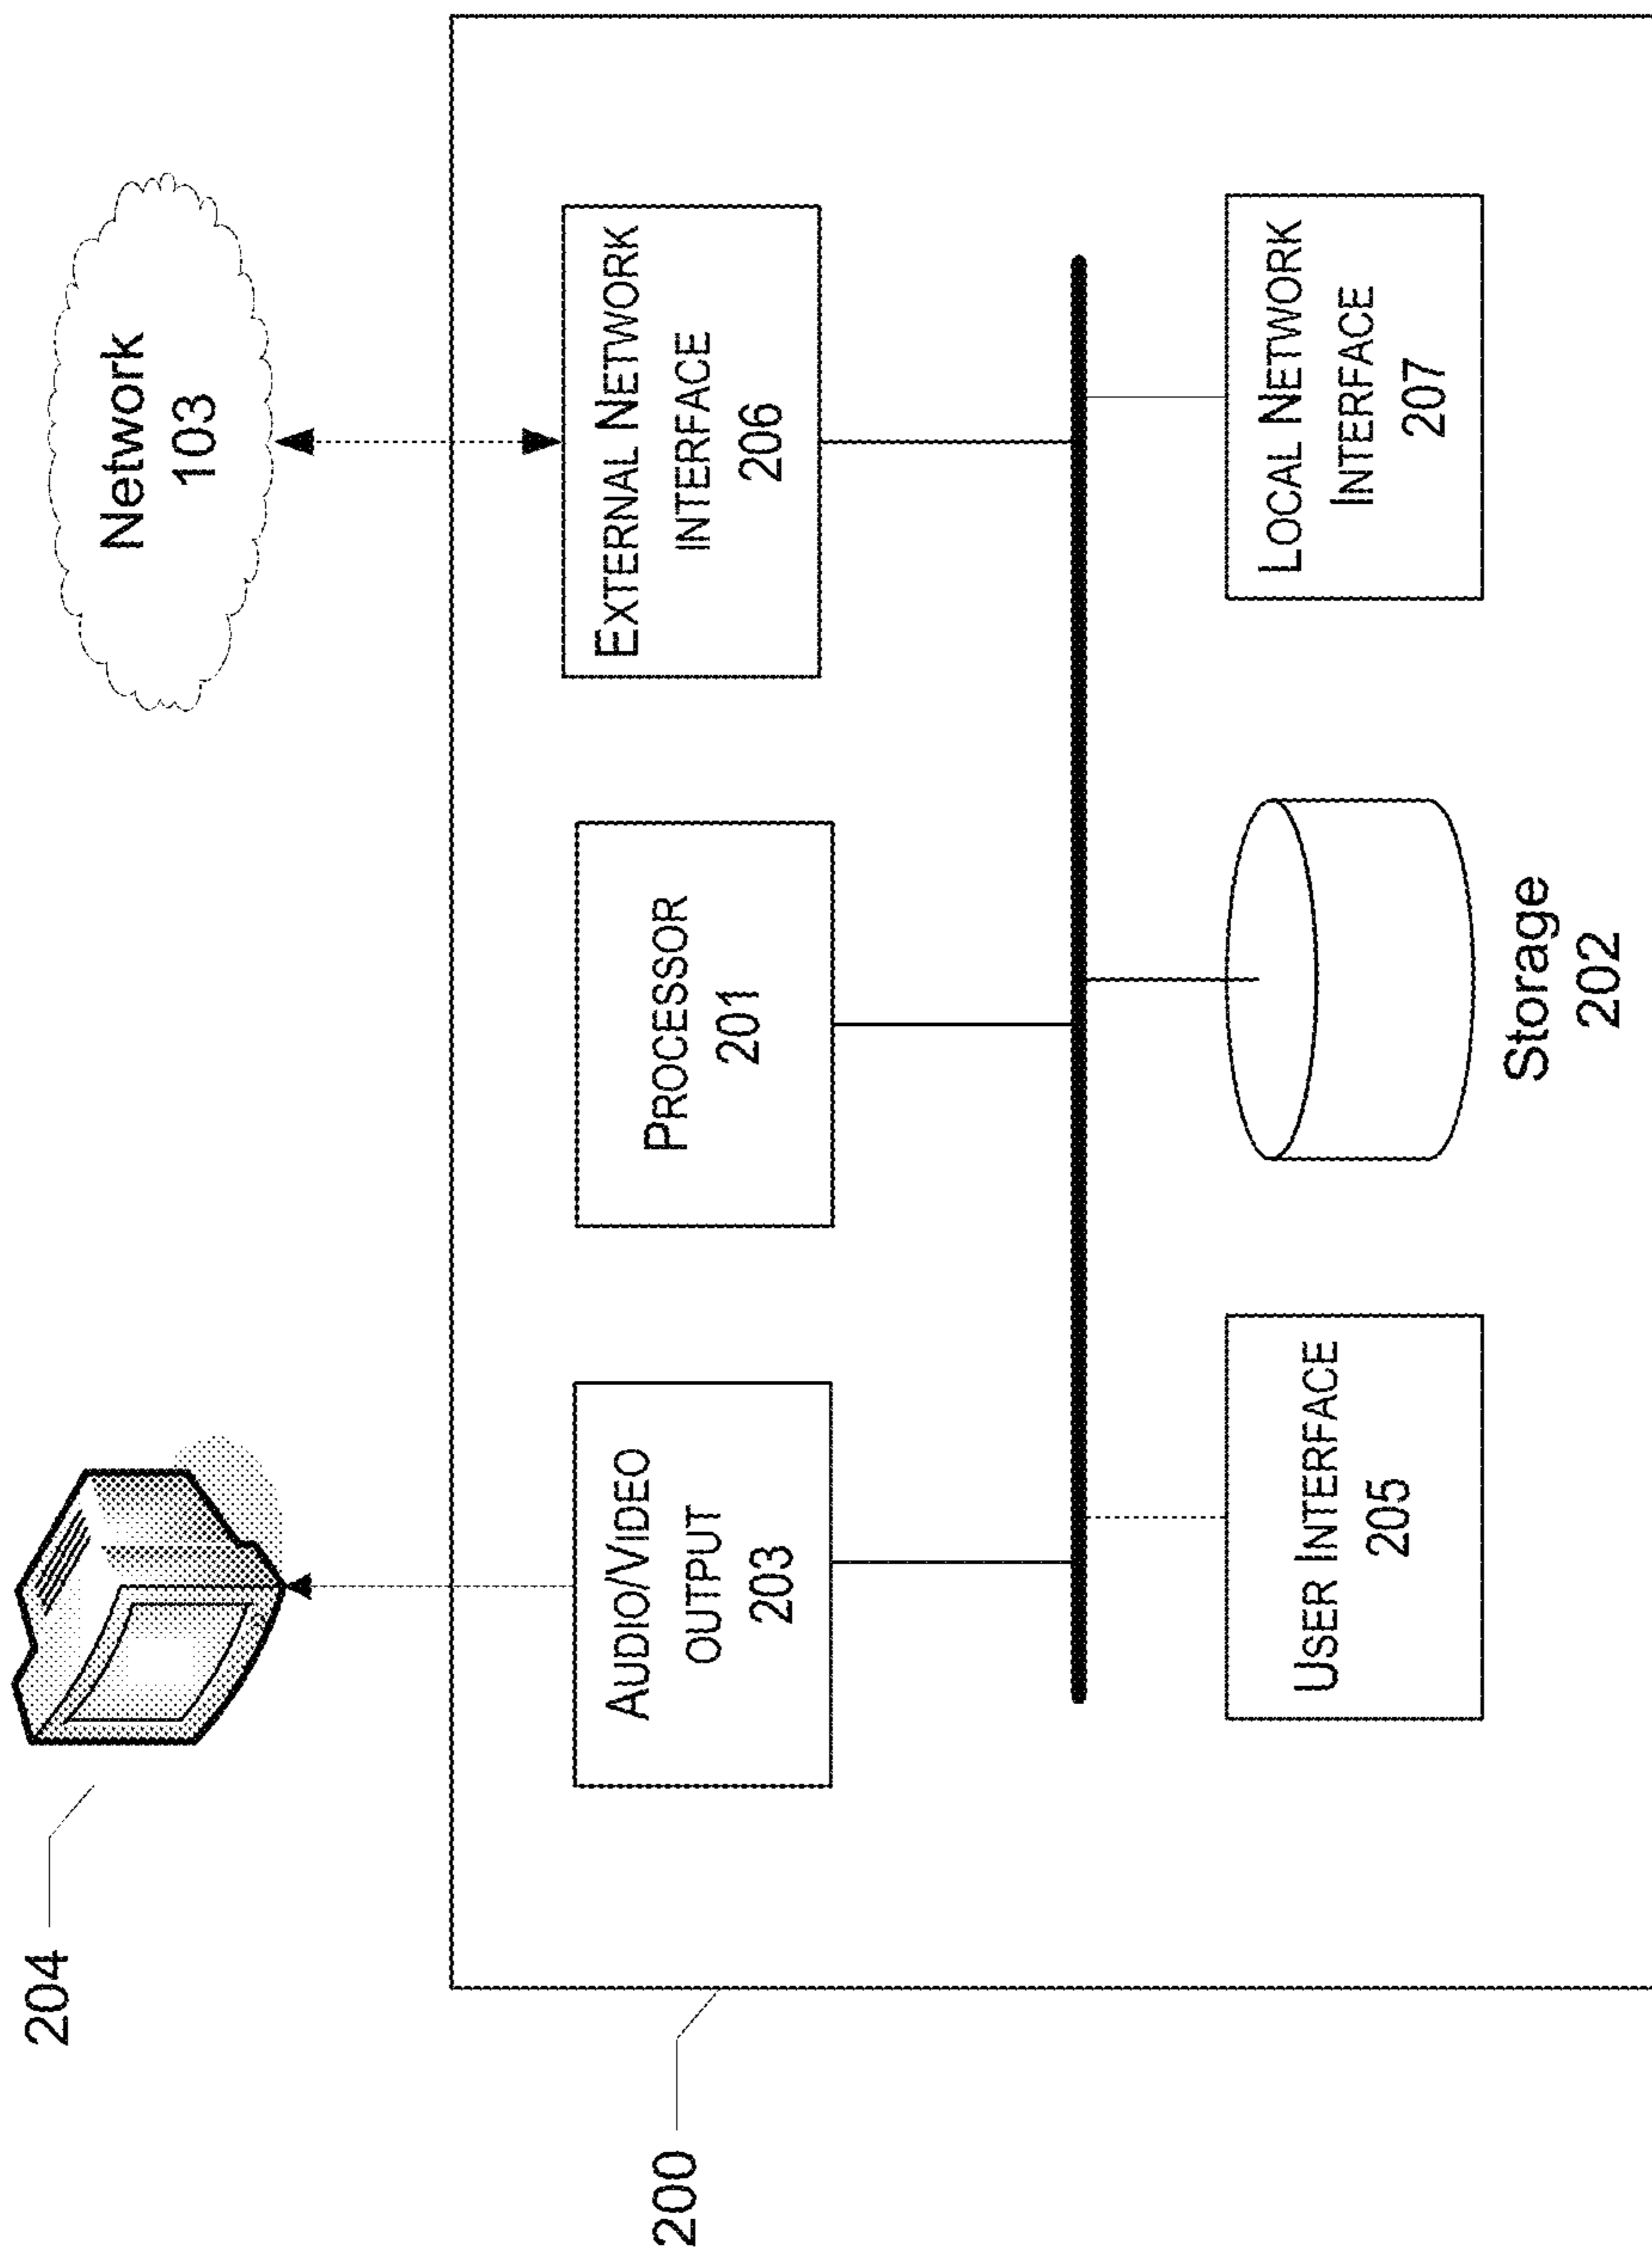 204
Network
103
200
AUDIO/VIDEO
OUTPUT
203
PROCESSOR
201
EXTERNAL NETWORK
INTERFACE
206
USER INTERFACE
205
Storage
202
LOCAL NETWORK
INTERFACE
207